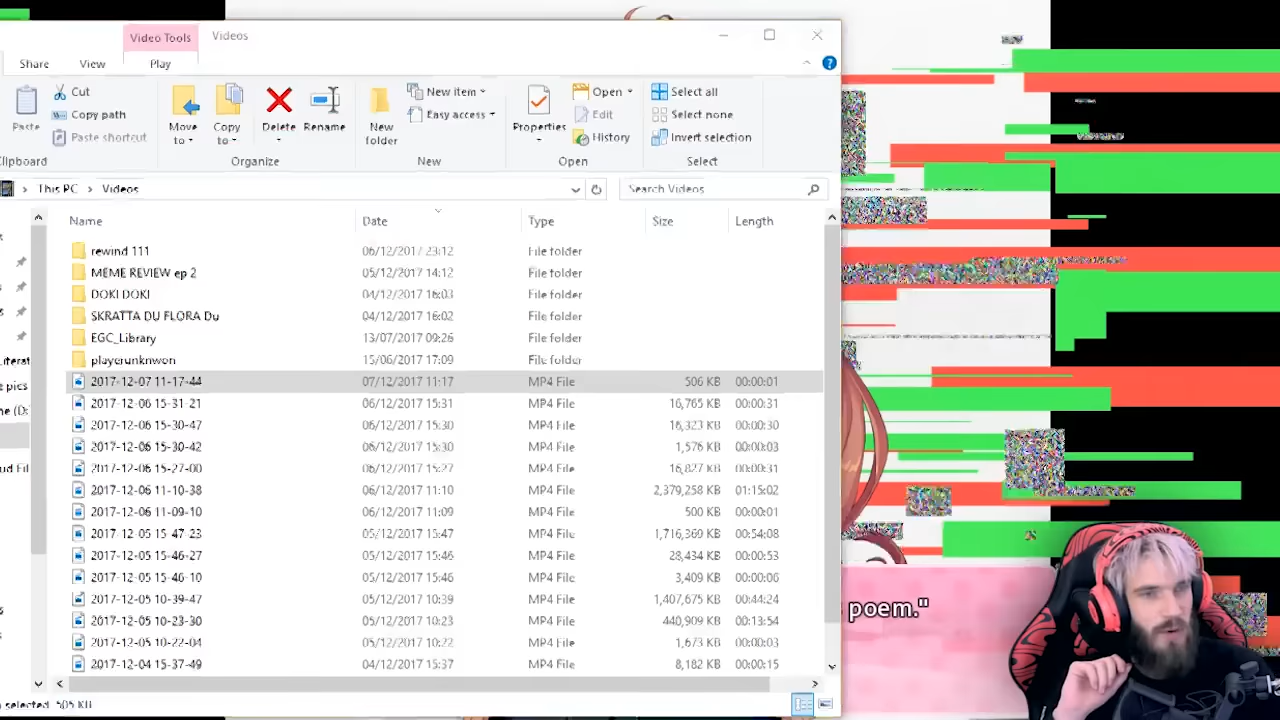 Video Tools Videos
Share View Play
Cut
Copy path
Paste shortcut
Paste
Move to
Copy to
Delete
Rename
New folder
New item
Easy access
Properties
Open
Edit
History
Select all
Select none
Invert selection
Clipboard Organize New Open Select
This PC Videos Search Videos
Name Date Type Size Length
rewind 111 06/12/2017 23:12 File folder
MEME REVIEW ep 2 05/12/2017 14:12 File folder
DOKI DOKI 04/12/2017 16:03 File folder
SKRATTA DU FLORA Du 04/12/2017 16:02 File folder
EGC_Library 13/07/2017 09:26 File folder
playerunknwon 15/06/2017 17:09 File folder
2017-12-07 11-17-44 07/12/2017 11:17 MP4 File 506 KB 00:00:01
2017-12-06 15-31-21 06/12/2017 15:31 MP4 File 16,765 KB 00:00:31
2017-12-06 15-30-47 06/12/2017 15:30 MP4 File 16,323 KB 00:00:30
2017-12-06 15-30-42 06/12/2017 15:30 MP4 File 1,576 KB 00:00:03
2017-12-06 15-27-00 06/12/2017 15:27 MP4 File 16,827 KB 00:00:31
2017-12-06 11-10-38 06/12/2017 11:10 MP4 File 2,379,258 KB 01:15:02
2017-12-06 11-09-10 06/12/2017 11:09 MP4 File 500 KB 00:00:01
2017-12-05 15-47-23 05/12/2017 15:47 MP4 File 1,716,369 KB 00:54:08
2017-12-05 15-46-27 05/12/2017 15:46 MP4 File 28,434 KB 00:00:53
2017-12-05 15-46-10 05/12/2017 15:46 MP4 File 3,409 KB 00:00:06
2017-12-05 10-39-47 05/12/2017 10:39 MP4 File 1,407,675 KB 00:44:24
2017-12-05 10-23-30 05/12/2017 10:23 MP4 File 440,909 KB 00:13:54
2017-12-05 10-22-04 05/12/2017 10:22 MP4 File 1,673 KB 00:00:03
2017-12-04 15-37-49 04/12/2017 15:37 MP4 File 8,182 KB 00:00:15
selected 505 KB
poem."